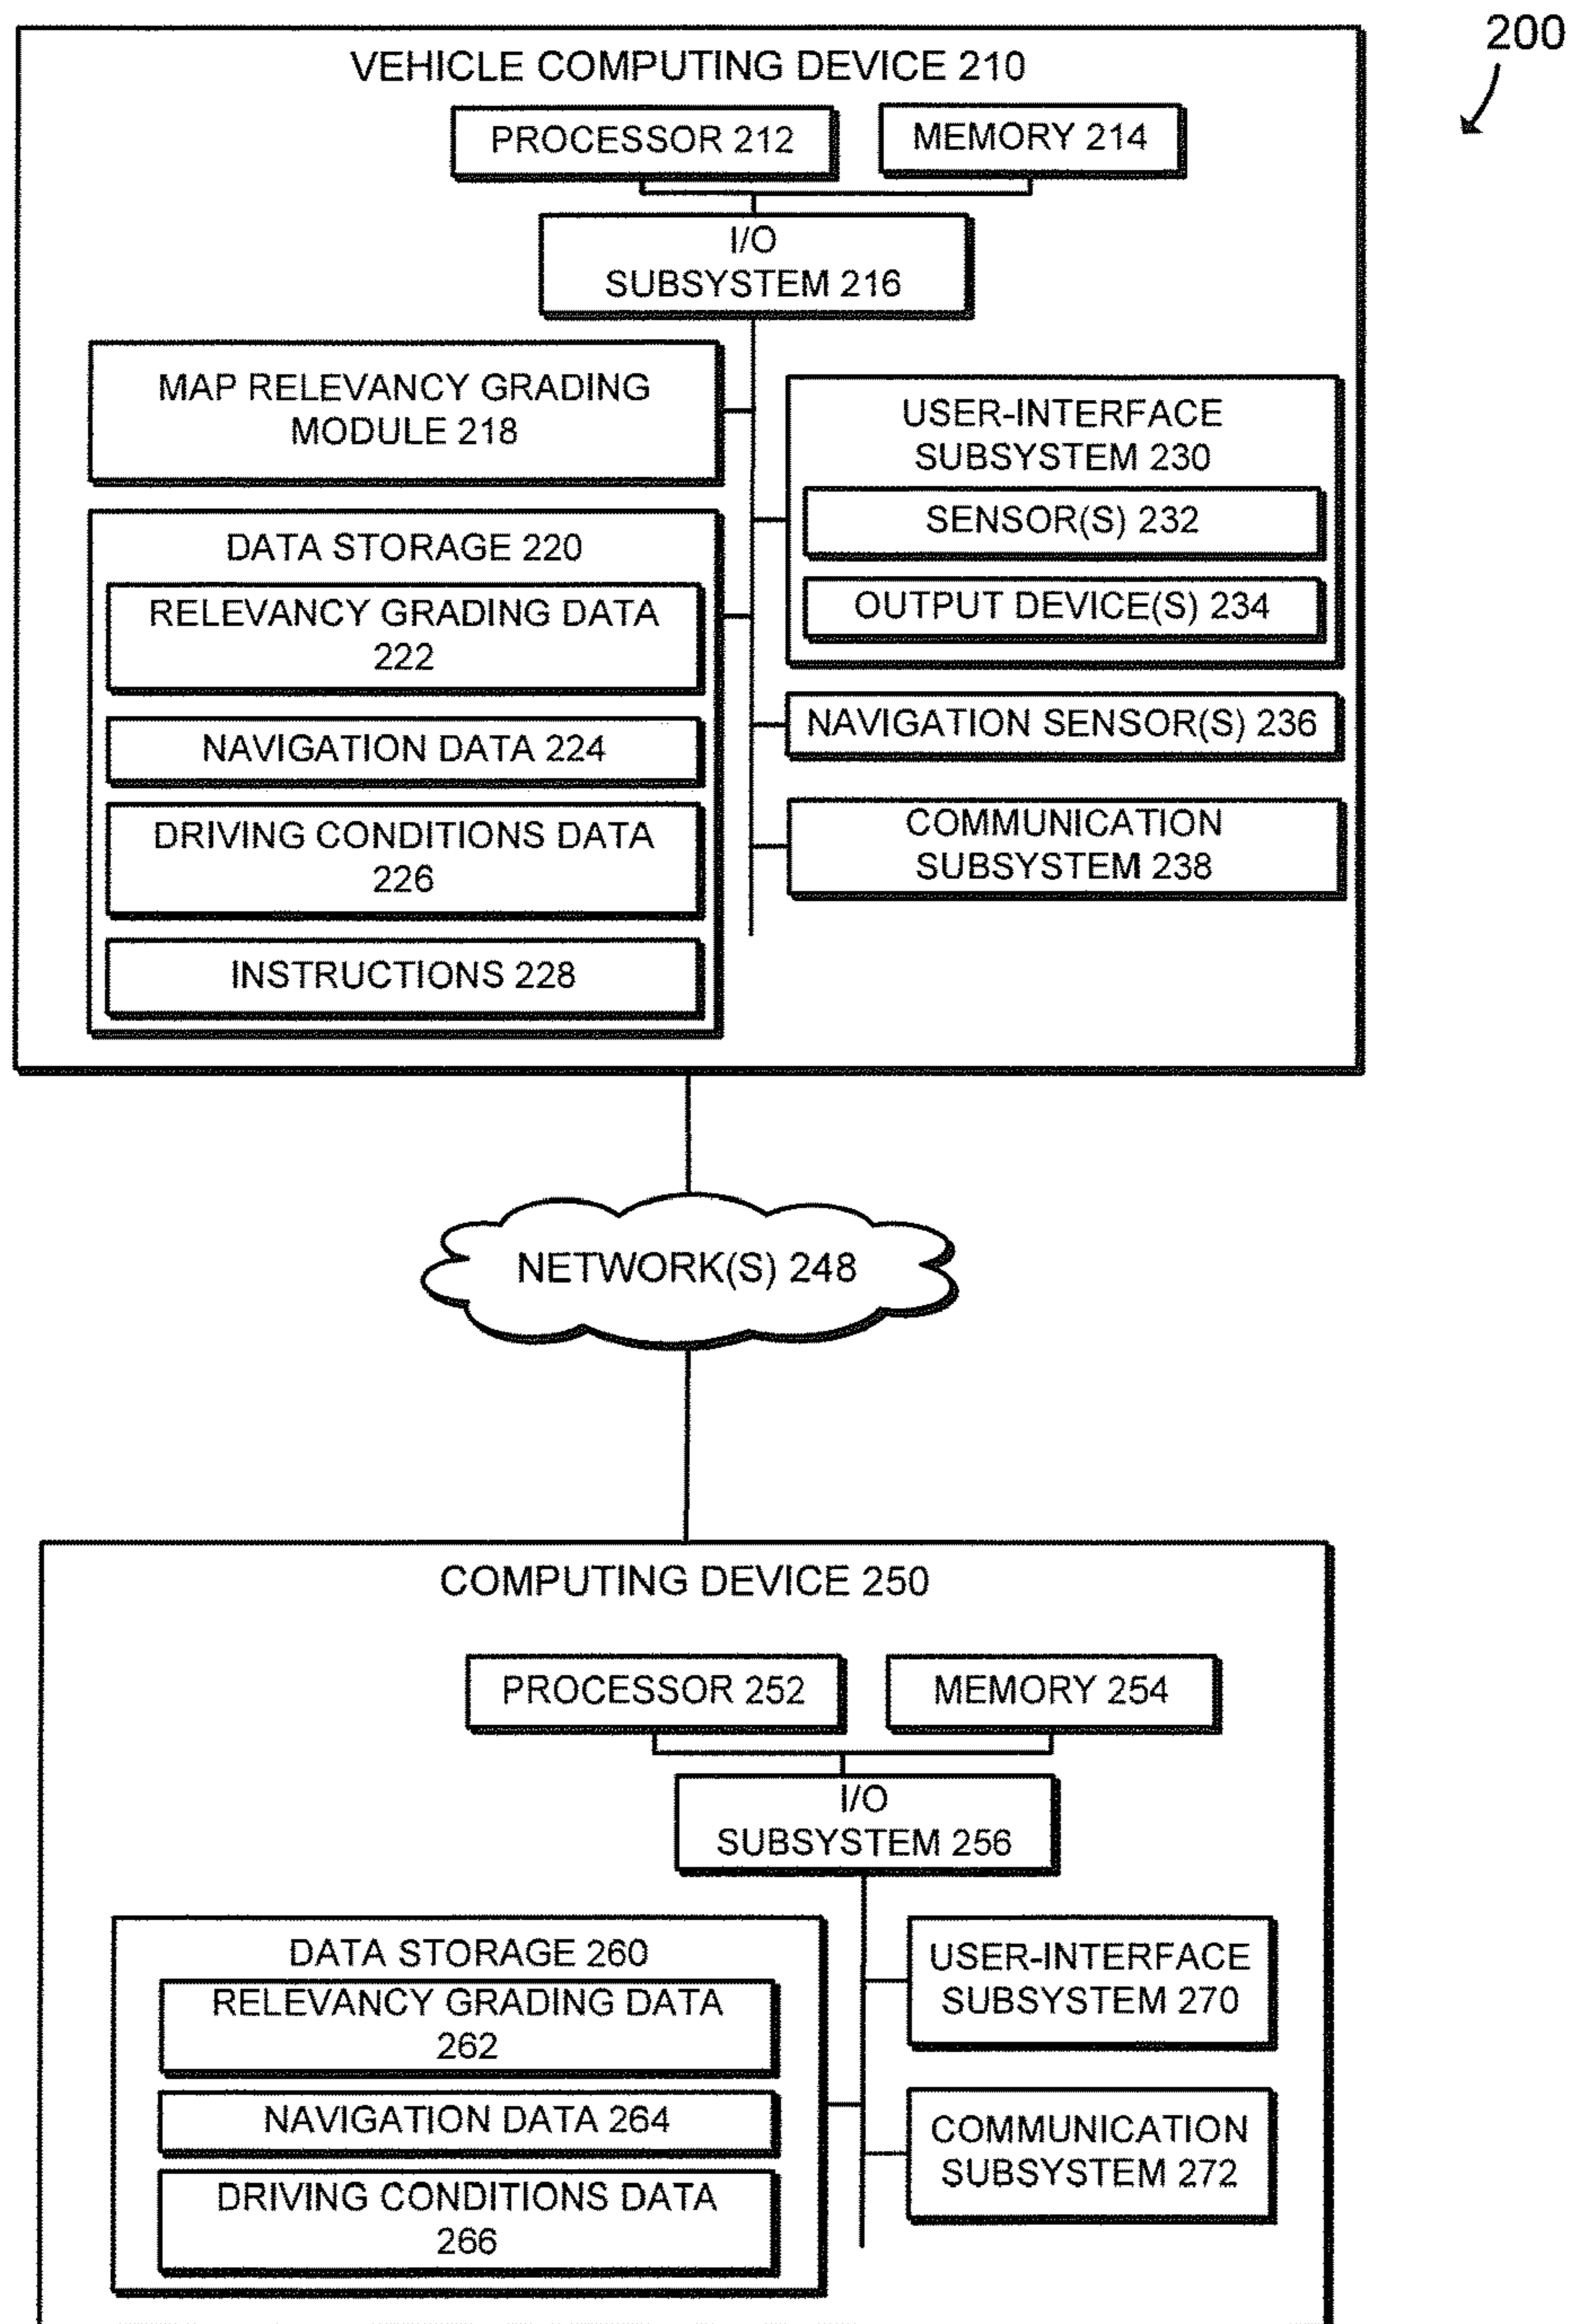 200
VEHICLE COMPUTING DEVICE 210
PROCESSOR 212
MEMORY 214
I/O
SUBSYSTEM 216
MAP RELEVANCY GRADING
MODULE 218
DATA STORAGE 220
RELEVANCY GRADING DATA
222
NAVIGATION DATA 224
DRIVING CONDITIONS DATA
226
INSTRUCTIONS 228
USER-INTERFACE
SUBSYSTEM 230
SENSOR(S) 232
OUTPUT DEVICE(S) 234
NAVIGATION SENSOR(S) 236
COMMUNICATION
SUBSYSTEM 238
NETWORK(S) 248
COMPUTING DEVICE 250
PROCESSOR 252
MEMORY 254
I/O
SUBSYSTEM 256
DATA STORAGE 260
RELEVANCY GRADING DATA
262
NAVIGATION DATA 264
DRIVING CONDITIONS DATA
266
USER-INTERFACE
SUBSYSTEM 270
COMMUNICATION
SUBSYSTEM 272